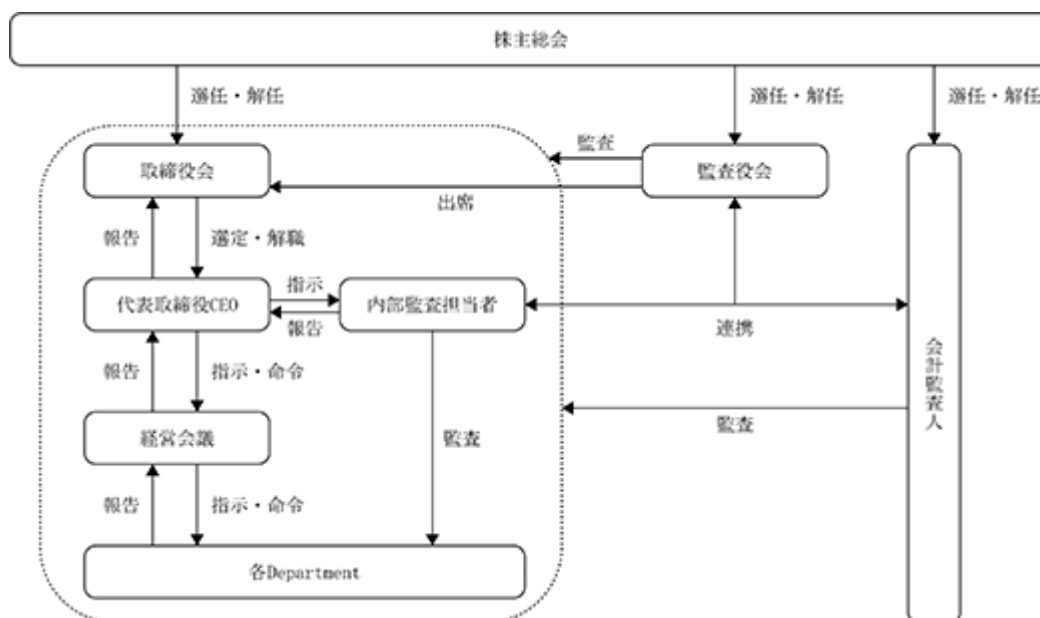 株主総会
選任・解任
選任・解任
選任・解任
監査
取締役会
監査役会
出席
報告
選定・解職
指示
代表取締役CEO
内部監査担当者
報告
連携
報告
指示・命令
会計監査人
監査
経営会議
監査
報告
指示・命令
各Department